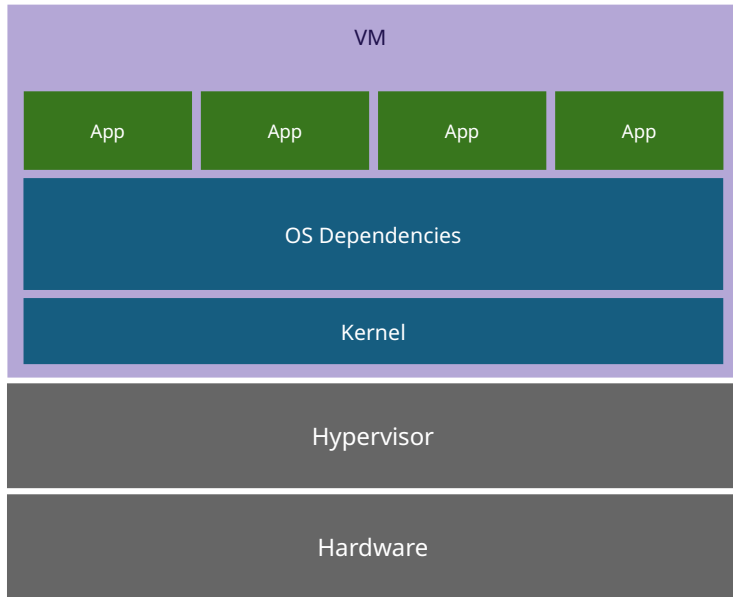 VM
App
App
App
App
OS Dependencies
Kernel
Hypervisor
Hardware